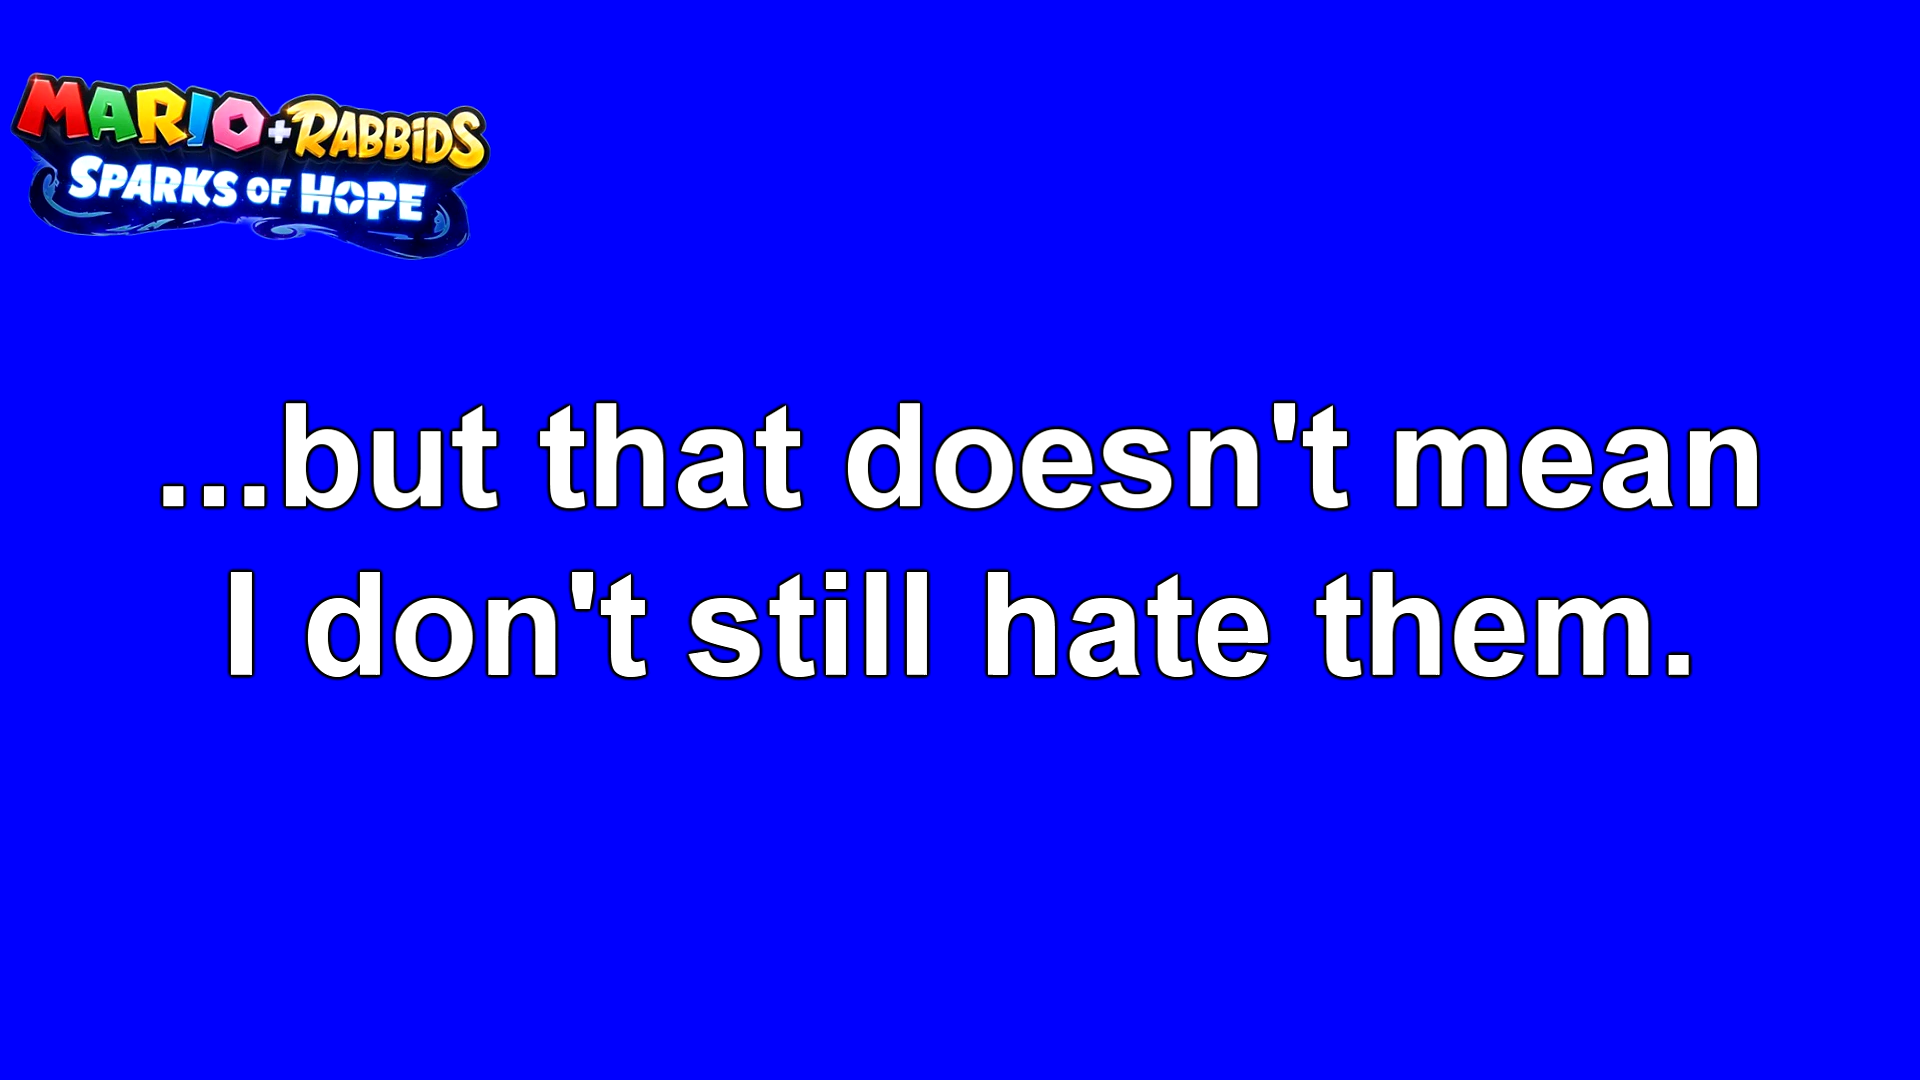 MARIO+RABBIDS
SPARKS OF HOPE
...but that doesn't mean
I don't still hate them.